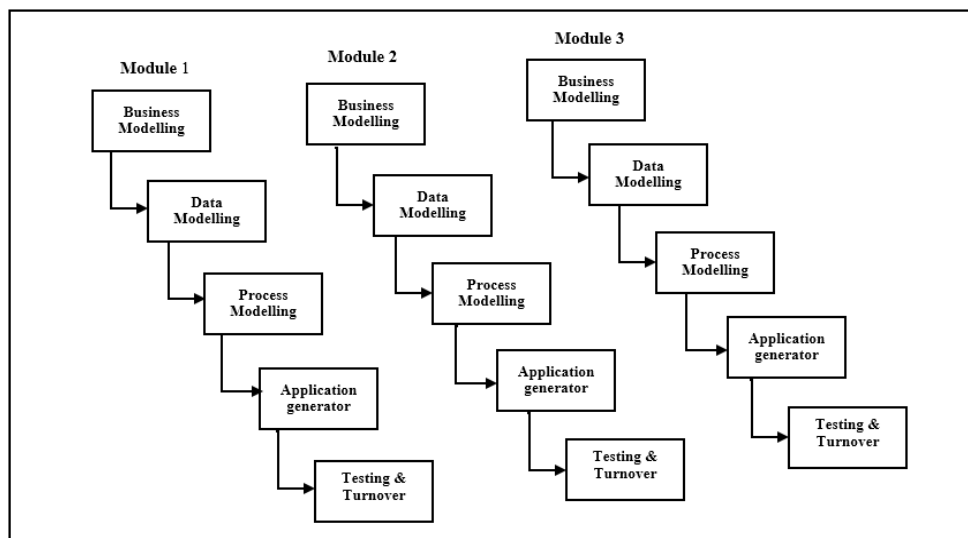 Module 1
Business
Modelling
Data
Modelling
Process
Modelling
Application
generator
Testing &
Turnover
Module 2
Business
Modelling
Data
Modelling
Process
Modelling
Application
generator
Testing &
Turnover
Module 3
Business
Modelling
Data
Modelling
Process
Modelling
Application
generator
Testing &
Turnover